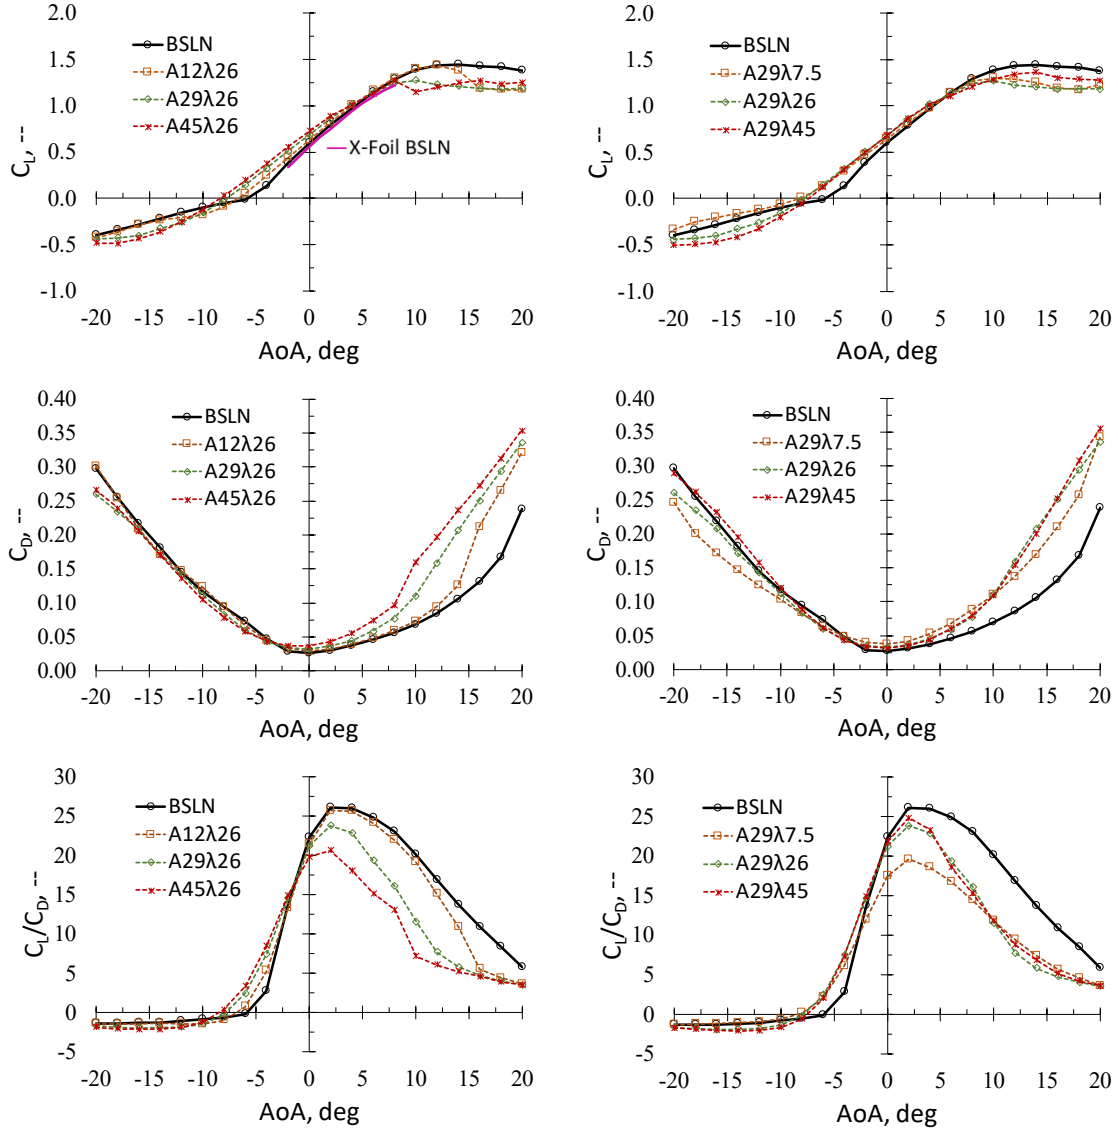 2.0
1.5
1.0
0.5
0.0
-0.5
-1.0
C_L, --
BSLN
A12λ26
A29λ26
A45λ26
X-Foil BSLN
-20 -15 -10 -5 0 5 10 15 20
AoA, deg
2.0
1.5
1.0
0.5
0.0
-0.5
-1.0
C_L, --
BSLN
A29λ7.5
A29λ26
A29λ45
-20 -15 -10 -5 0 5 10 15 20
AoA, deg
0.40
0.30
0.20
0.25
0.15
0.10
0.05
0.00
C_D, --
BSLN
A12λ26
A29λ26
A45λ26
-20 -15 -10 -5 0 5 10 15 20
AoA, deg
0.40
0.35
0.30
0.25
0.20
0.15
0.10
0.05
0.00
C_D, --
BSLN
A29λ7.5
A29λ26
A29λ45
-20 -15 -10 -5 0 5 10 15 20
AoA, deg
30
25
20
15
10
5
0
-5
C_L/C_D, --
BSLN
A12λ26
A29λ26
A45λ26
-20 -15 -10 -5 0 5 10 15 20
AoA, deg
30
25
20
15
10
5
0
-5
C_L/C_D, --
BSLN
A29λ7.5
A29λ26
A29λ45
-20 -15 -10 -5 0 5 10 15 20
AoA, deg